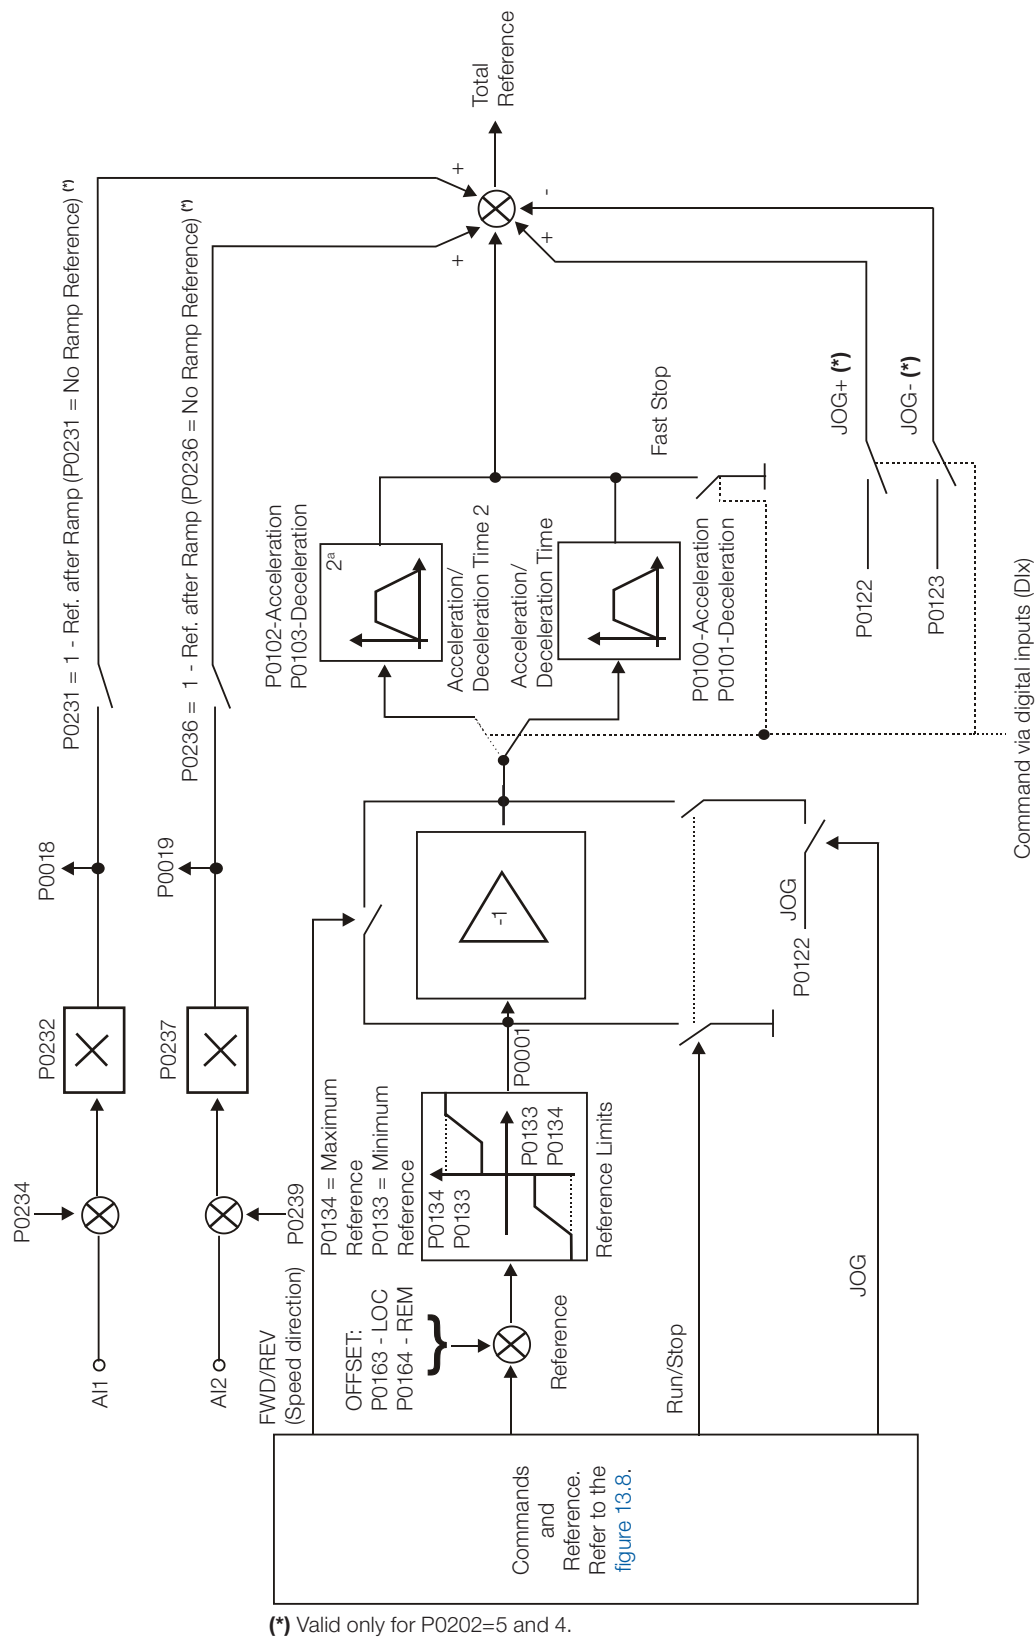 AI1
P0234
P0232
P0018
P0231 = 1 - Ref. after Ramp (P0231 = No Ramp Reference) (*)
AI2
P0239
P0237
P0019
P0236 = 1 - Ref. after Ramp (P0236 = No Ramp Reference) (*)
+
+
+
-
Total
Reference
FWD/REV
(Speed direction)
P0134 = Maximum
Reference
P0133 = Minimum
Reference
OFFSET:
P0163 - LOC
P0164 - REM
Reference
P0134
P0133
P0133
P0134
Reference Limits
P0001
-1
P0102-Acceleration
P0103-Deceleration
2ª
Acceleration/
Deceleration Time 2
Acceleration/
Deceleration Time
P0100-Acceleration
P0101-Deceleration
Fast Stop
Commands
and
Reference.
Refer to the
figure 13.8.
Run/Stop
JOG
P0122
JOG
P0122
JOG+ (*)
P0123
JOG- (*)
Command via digital inputs (DIx)
(*) Valid only for P0202=5 and 4.